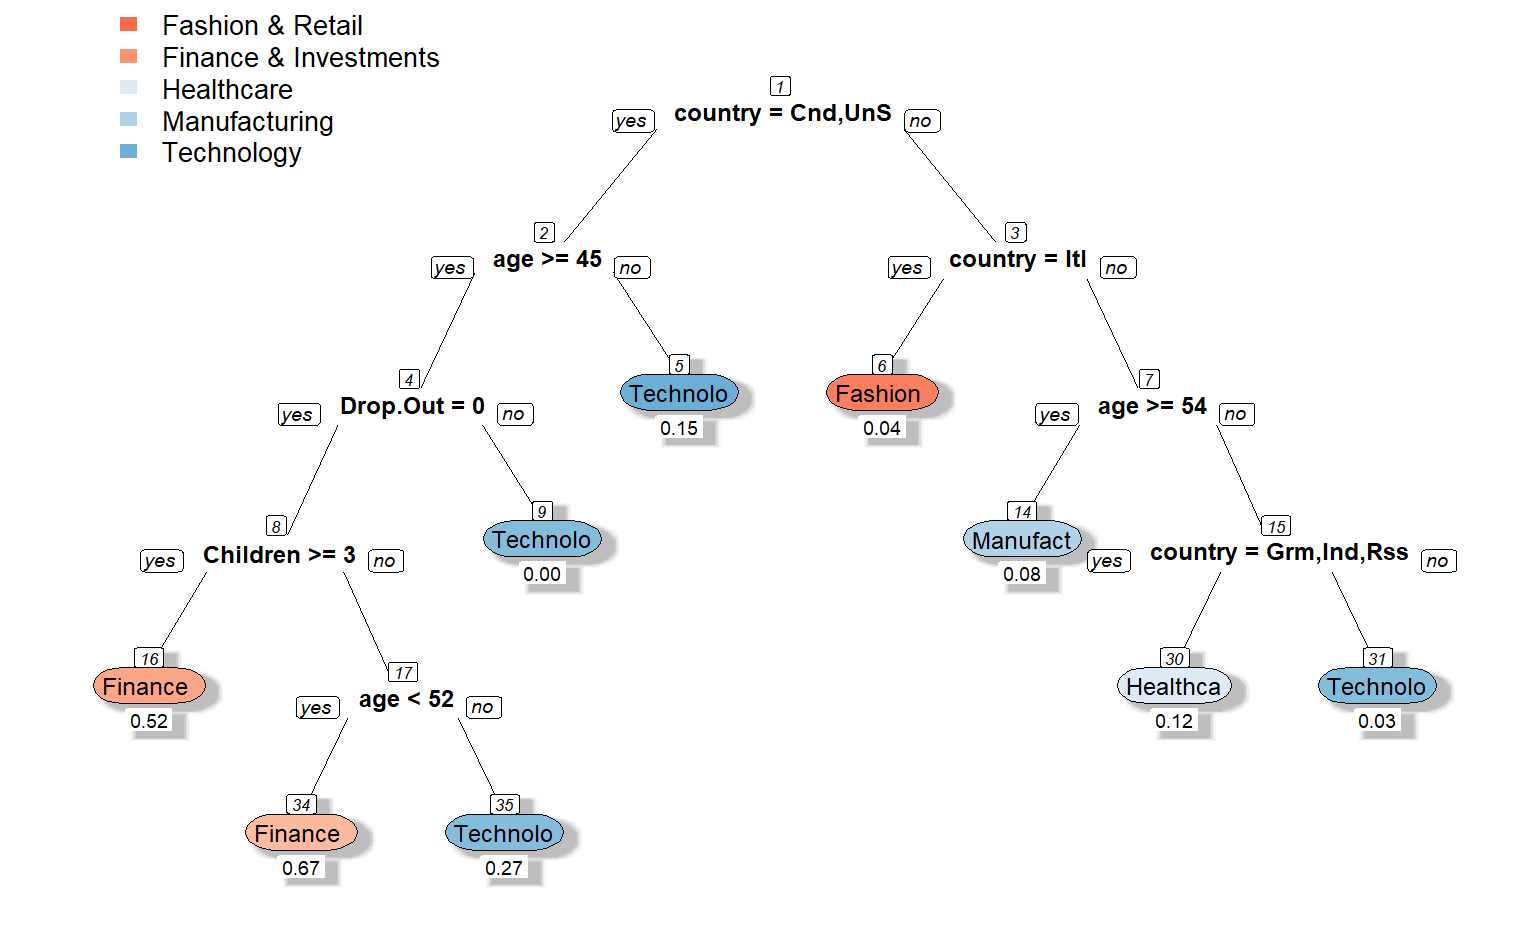 Fashion & Retail
Finance & Investments
Healthcare
Manufacturing
Technology
1
yes country = Cnd,UnS no
2 3
yes age >= 45 no yes country = Itl no
4 5 6 7
yes Drop.Out = 0 no Technolo Fashion yes age >= 54 no
0.15 0.04
8 9 14 15
yes Children >= 3 no Technolo Manufact yes country = Grm,Ind,Rss no
0.00 0.08
16 17 30 31
Finance yes age < 52 no Healthca Technolo
0.52 0.12 0.03
34 35
Finance Technolo
0.67 0.27